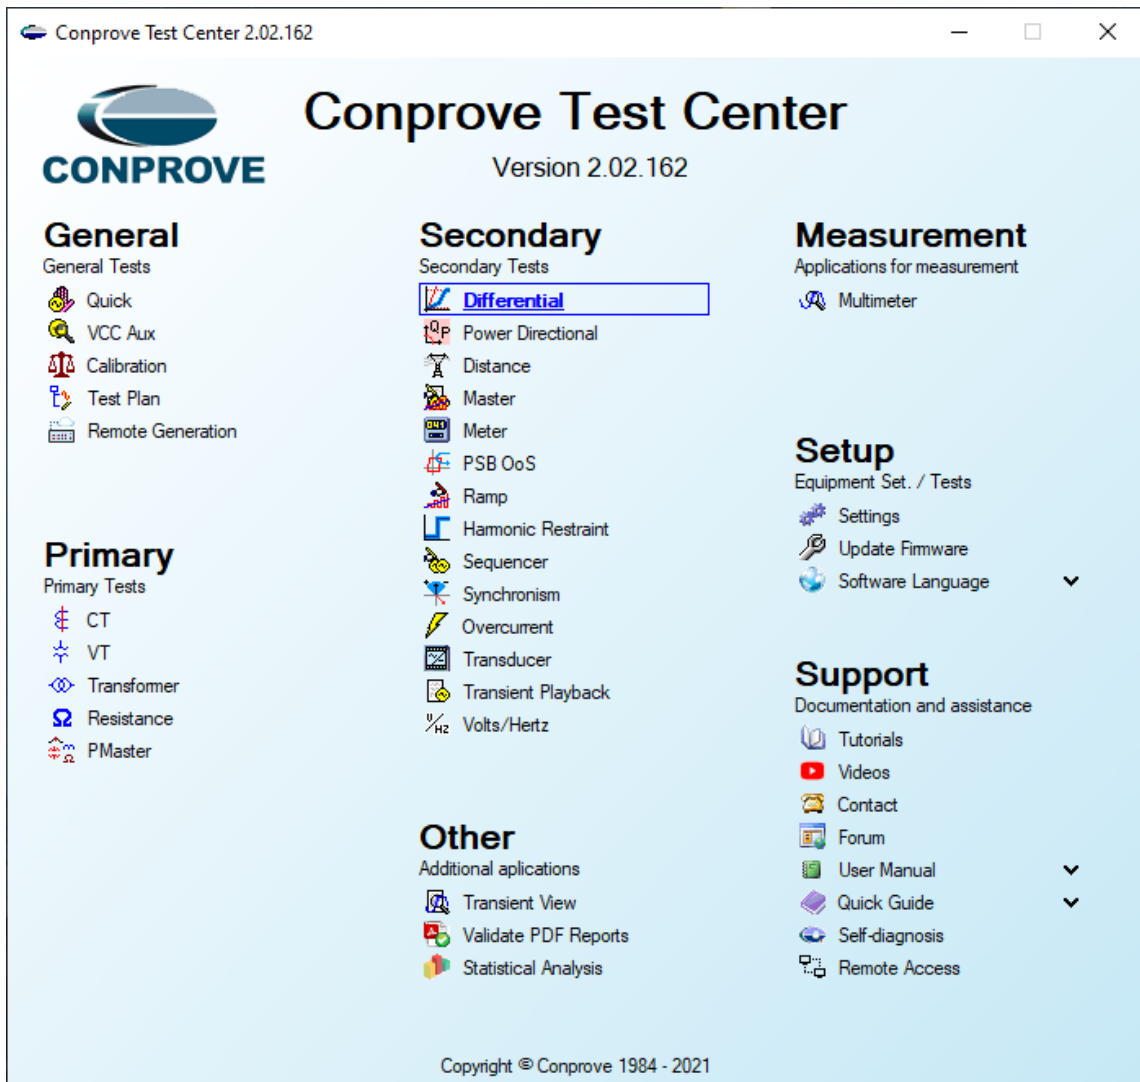 Conprove Test Center 2.02.162
CONPROVE
Conprove Test Center
Version 2.02.162
General
General Tests
Quick
VCC Aux
Calibration
Test Plan
Remote Generation
Primary
Primary Tests
CT
VT
Transformer
Resistance
PMaster
Secondary
Secondary Tests
Differential
Power Directional
Distance
Master
Meter
PSB OoS
Ramp
Harmonic Restraint
Sequencer
Synchronism
Overcurrent
Transducer
Transient Playback
Volts/Hertz
Other
Additional aplications
Transient View
Validate PDF Reports
Statistical Analysis
Measurement
Applications for measurement
Multimeter
Setup
Equipment Set. / Tests
Settings
Update Firmware
Software Language
Support
Documentation and assistance
Tutorials
Videos
Contact
Forum
User Manual
Quick Guide
Self-diagnosis
Remote Access
Copyright © Conprove 1984 - 2021